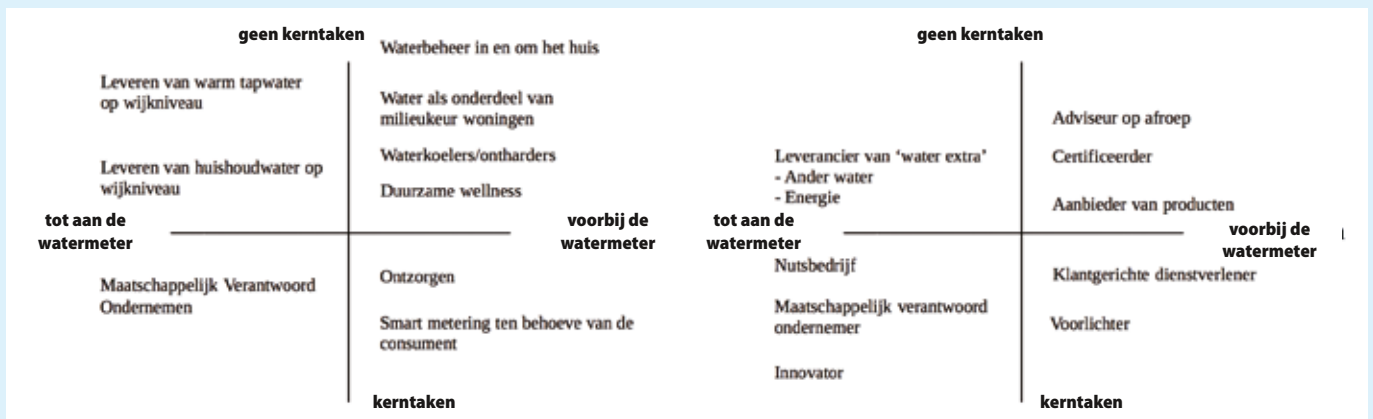 geen kerntaken
Waterbeheer in en om het huis
Leveren van warm tapwater
op wijkniveau
Water als onderdeel van
milieukeur woningen
Waterkoelers/ontharders
Leveren van huishoudwater op
wijkniveau
Duurzame wellness
tot aan de
watermeter
voorbij de
watermeter
Maatschappelijk Verantwoord
Ondernemen
Ontzorgen
Smart metering ten behoeve van de
consument
kerntaken
geen kerntaken
Adviseur op afroep
Leverancier van ‘water extra’
- Ander water
- Energie
Certificeerder
Aanbieder van producten
tot aan de
watermeter
voorbij de
watermeter
Nutsbedrijf
Klantgerichte dienstverlener
Maatschappelijk verantwoord
ondernemer
Voorlichter
Innovator
kerntaken